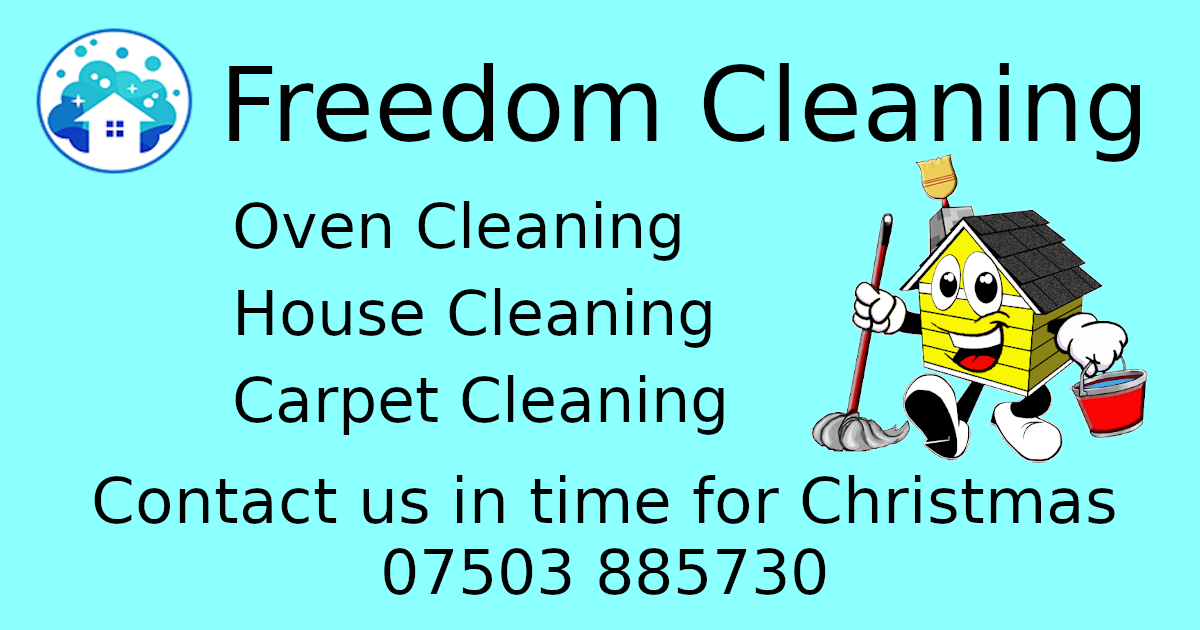 Freedom Cleaning
Oven Cleaning
House Cleaning
Carpet Cleaning
Contact us in time for Christmas
07503 885730